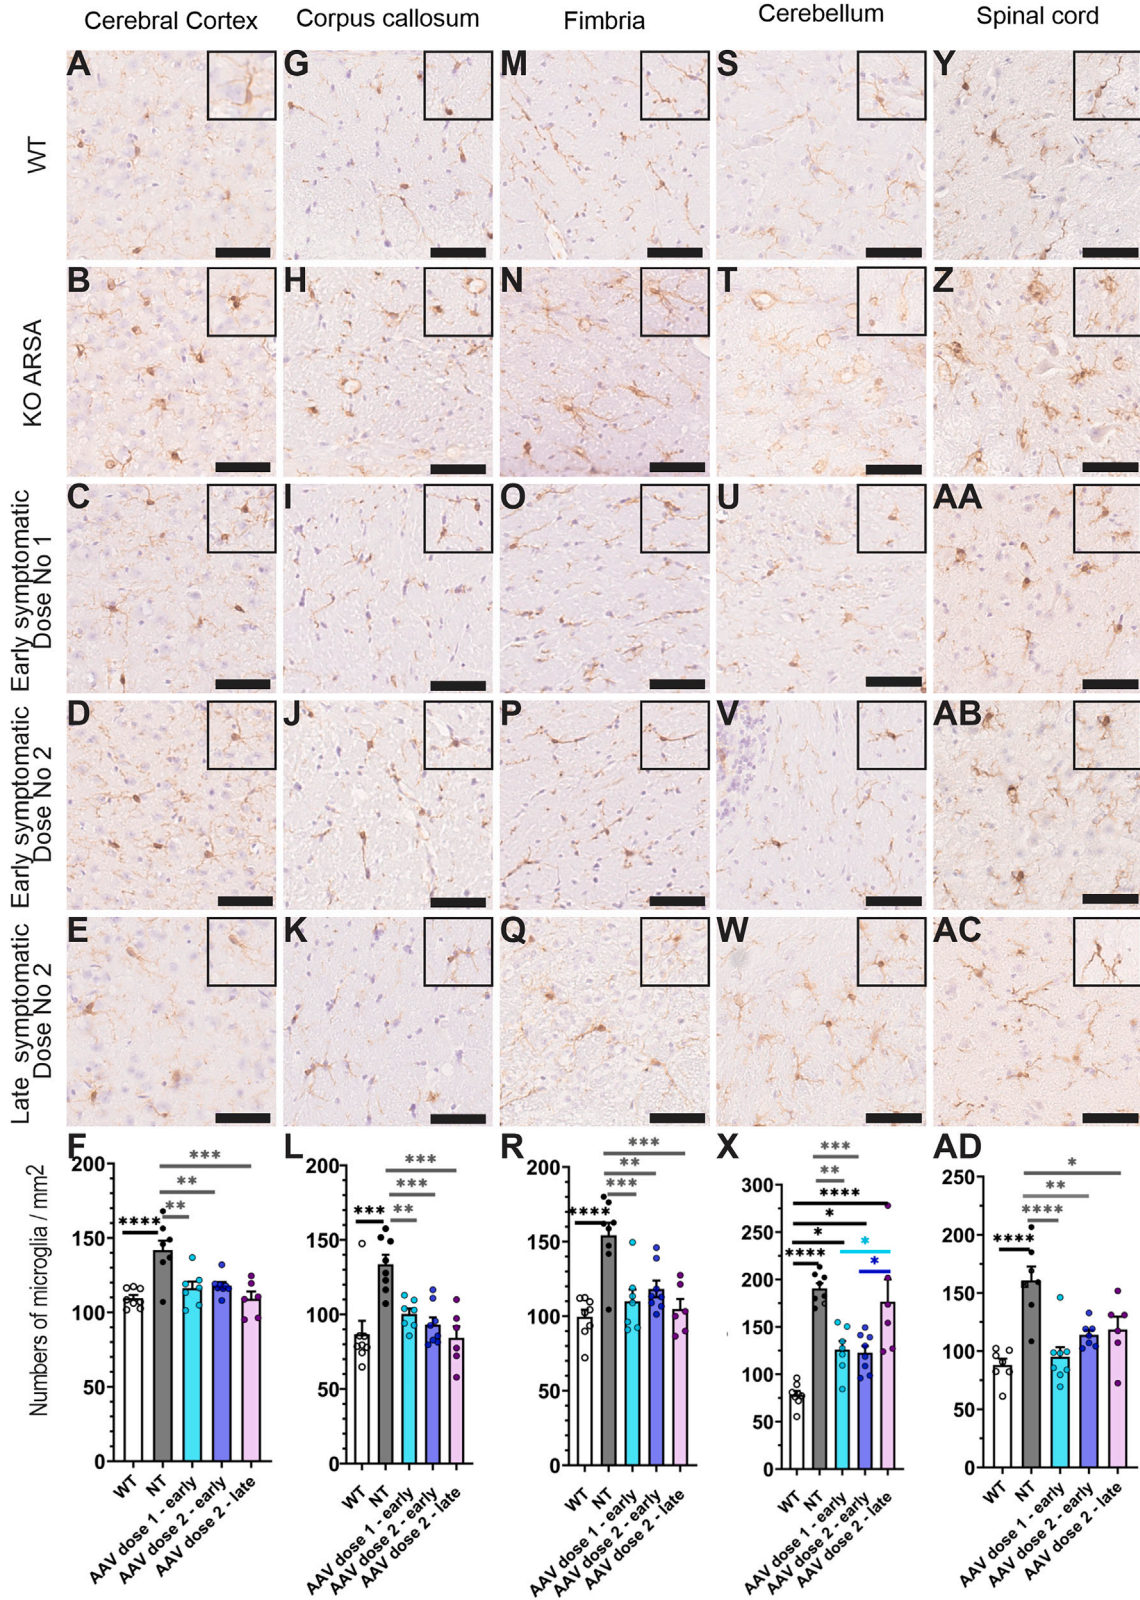 Cerebral Cortex Corpus callosum Fimbria Cerebellum Spinal cord
WT
A G M S Y
KO ARSA
B H N T Z
Early symptomatic
Dose No 1
C I O U AA
Early symptomatic
Dose No 2
D J P V AB
Late symptomatic
Dose No 2
E K Q W AC
F L R X AD
Numbers of microglia / mm2
200
150
100
50
0
****
**
**
***
WT
NT
AAV dose 1 - early
AAV dose 2 - early
AAV dose 2 - late
200
150
100
50
0
***
**
***
***
WT
NT
AAV dose 1 - early
AAV dose 2 - early
AAV dose 2 - late
200
150
100
50
0
****
***
**
***
WT
NT
AAV dose 1 - early
AAV dose 2 - early
AAV dose 2 - late
300
250
200
150
100
50
0
***
**
****
*
*
*
****
*
WT
NT
AAV dose 1 - early
AAV dose 2 - early
AAV dose 2 - late
250
200
150
100
50
0
*
**
****
****
WT
NT
AAV dose 1 - early
AAV dose 2 - early
AAV dose 2 - late